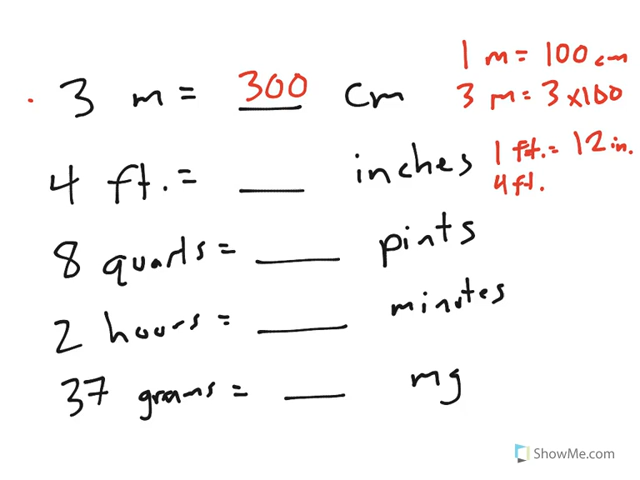 3 m = 300 cm
1 m = 100 cm
3 m = 3 x 100
4 ft. = ___ inches
1 ft. = 12 in.
4 ft.
8 quarts = ___ pints
2 hours = ___ minutes
37 grams = ___ mg
ShowMe.com